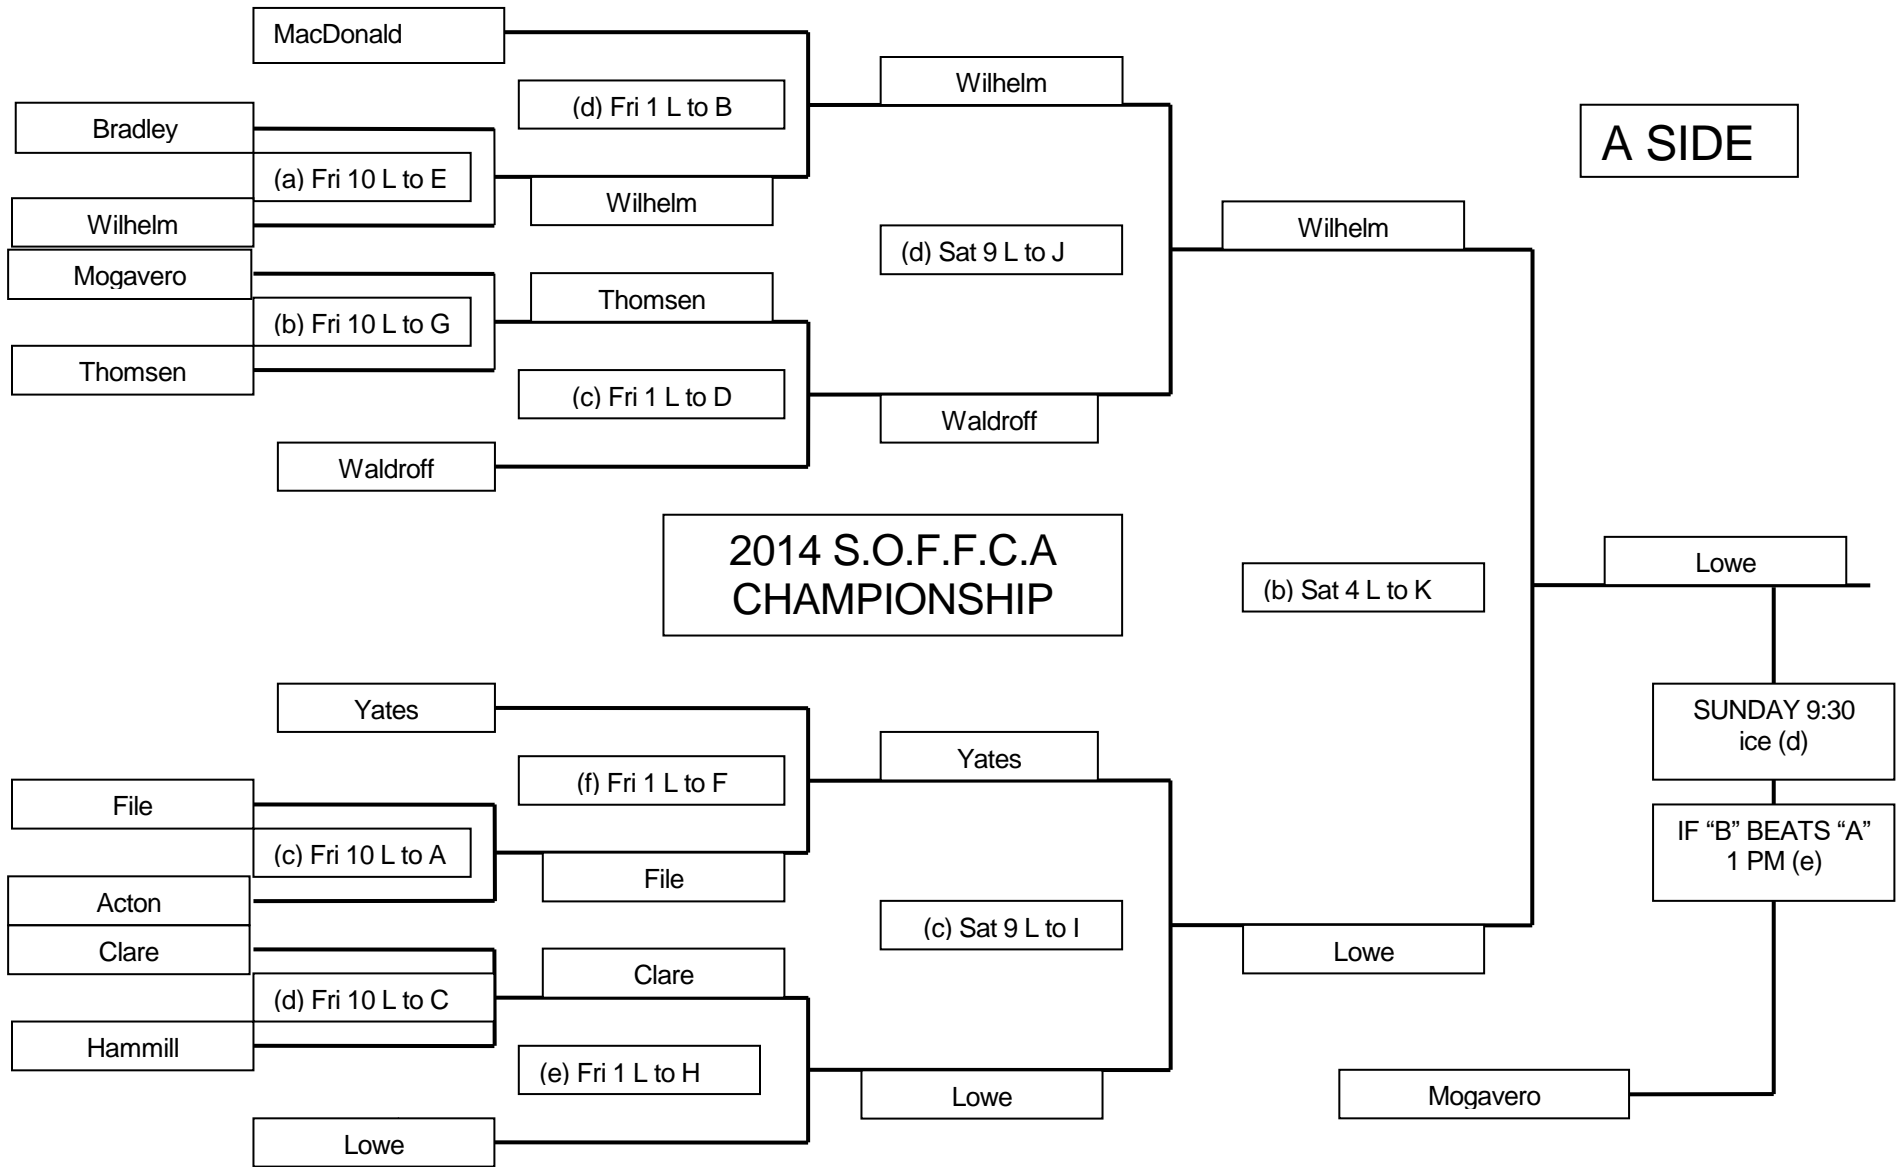 MacDonald
Wilhelm
(d) Fri 1 L to B
Bradley
A SIDE
(a) Fri 10 L to E
Wilhelm
Wilhelm
Wilhelm
(d) Sat 9 L to J
Mogavero
Thomsen
(b) Fri 10 L to G
Thomsen
(c) Fri 1 L to D
Waldroff
Waldroff
2014 S.O.F.F.C.A
CHAMPIONSHIP
Lowe
(b) Sat 4 L to K
Yates
SUNDAY 9:30
ice (d)
Yates
(f) Fri 1 L to F
File
IF “B” BEATS “A”
1 PM (e)
(c) Fri 10 L to A
File
Acton
(c) Sat 9 L to I
Clare
Lowe
Clare
(d) Fri 10 L to C
Hammill
(e) Fri 1 L to H
Lowe
Mogavero
Lowe